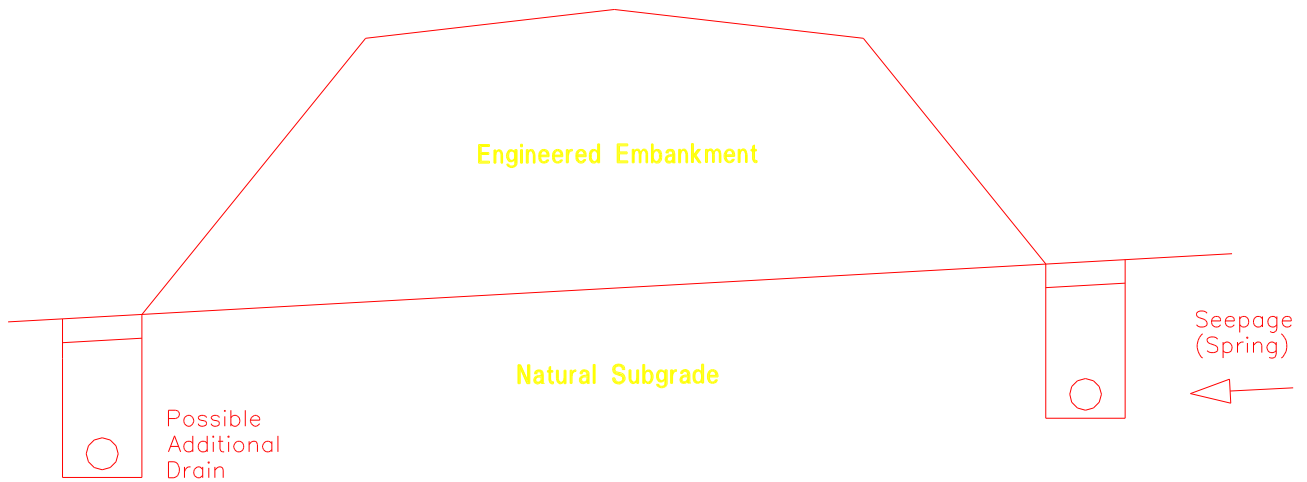 Engineered Embankment
Seepage
(Spring)
Natural Subgrade
Possible
Additional
Drain